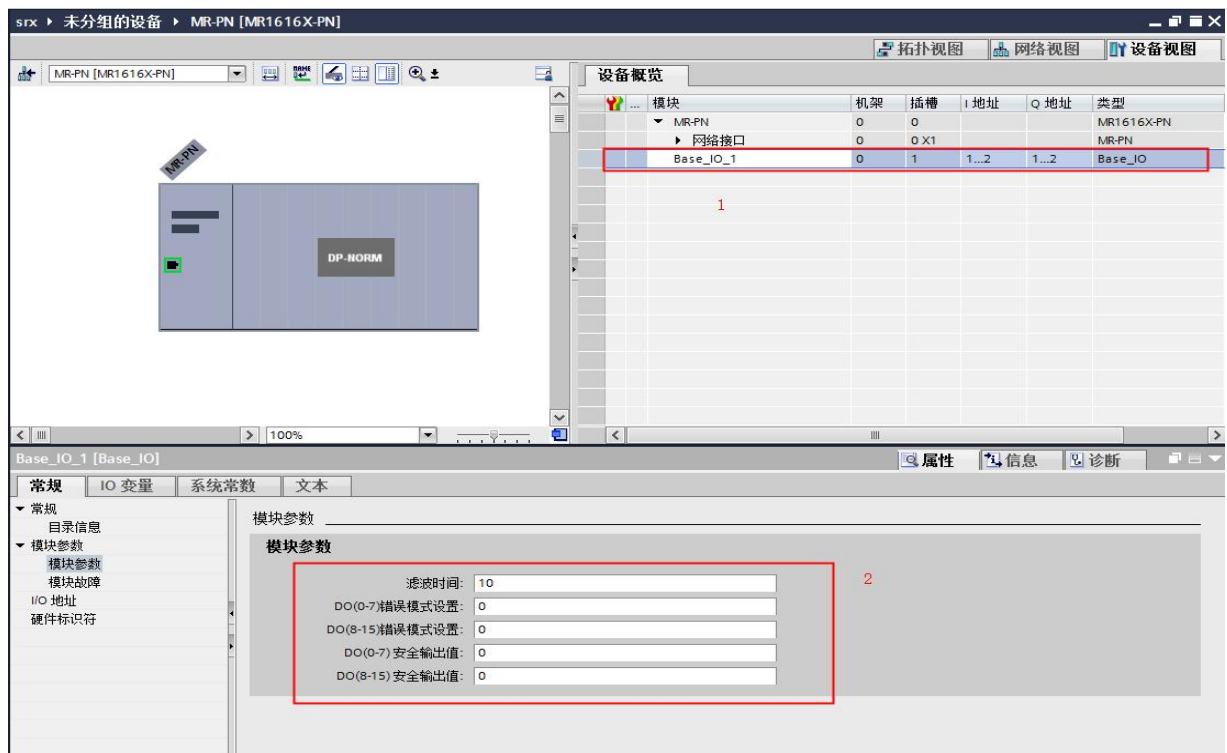 srx ▸ 未分组的设备 ▸ MR-PN [MR1616X-PN]
拓扑视图 网络视图 设备视图
MR-PN [MR1616X-PN]
设备概览
... 模块 机架 插槽 I 地址 Q 地址 类型
MR-PN 0 0 MR1616X-PN
网络接口 0 0 X1 MR-PN
Base_IO_1 0 1 1...2 1...2 Base_IO
1
MR-PN
DP-NORM
100%
Base_IO_1 [Base_IO]
属性 信息 诊断
常规 IO 变量 系统常数 文本
常规
目录信息
模块参数
模块参数
模块故障
I/O 地址
硬件标识符
模块参数
模块参数
滤波时间: 10
DO(0-7)错误模式设置: 0
DO(8-15)错误模式设置: 0
DO(0-7) 安全输出值: 0
DO(8-15) 安全输出值: 0
2